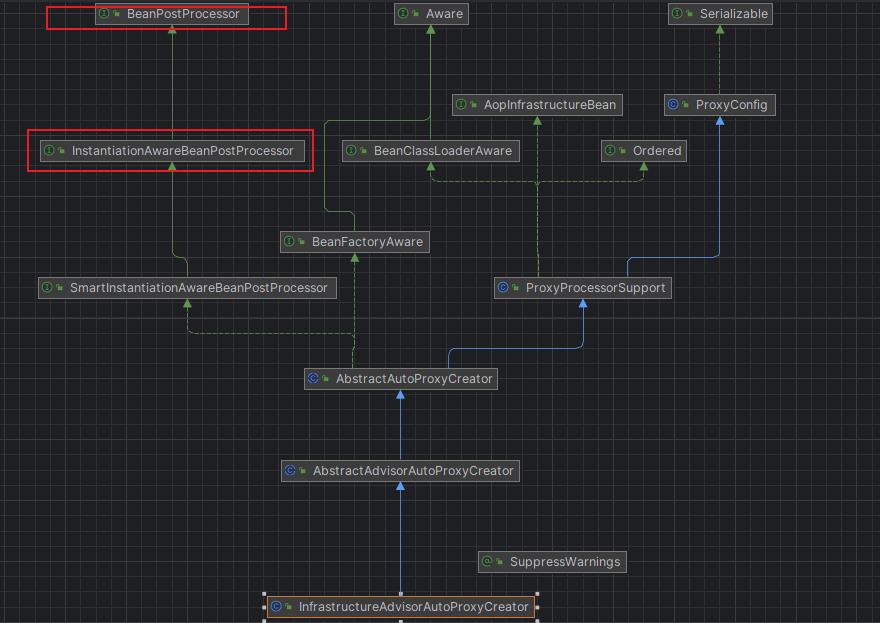 BeanPostProcessor
Aware
Serializable
AopInfrastructureBean
ProxyConfig
InstantiationAwareBeanPostProcessor
BeanClassLoaderAware
Ordered
BeanFactoryAware
SmartInstantiationAwareBeanPostProcessor
ProxyProcessorSupport
AbstractAutoProxyCreator
AbstractAdvisorAutoProxyCreator
SuppressWarnings
InfrastructureAdvisorAutoProxyCreator